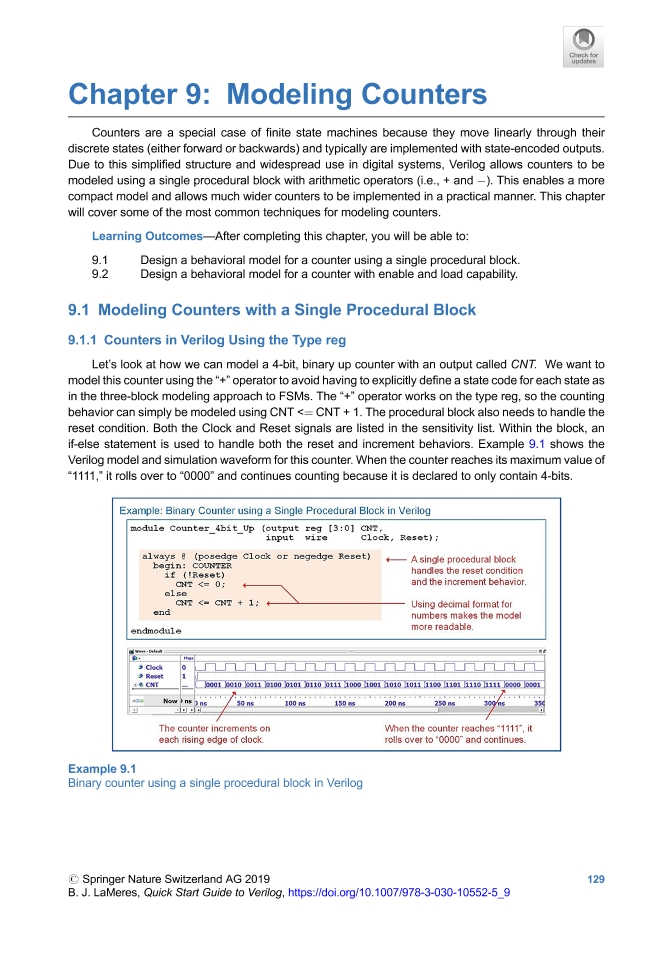 Check for
updates
Chapter 9: Modeling Counters
Counters are a special case of finite state machines because they move linearly through their
discrete states (either forward or backwards) and typically are implemented with state-encoded outputs.
Due to this simplified structure and widespread use in digital systems, Verilog allows counters to be
modeled using a single procedural block with arithmetic operators (i.e., + and −). This enables a more
compact model and allows much wider counters to be implemented in a practical manner. This chapter
will cover some of the most common techniques for modeling counters.
Learning Outcomes—After completing this chapter, you will be able to:
9.1 Design a behavioral model for a counter using a single procedural block.
9.2 Design a behavioral model for a counter with enable and load capability.
9.1 Modeling Counters with a Single Procedural Block
9.1.1 Counters in Verilog Using the Type reg
Let's look at how we can model a 4-bit, binary up counter with an output called CNT. We want to
model this counter using the “+” operator to avoid having to explicitly define a state code for each state as
in the three-block modeling approach to FSMs. The “+” operator works on the type reg, so the counting
behavior can simply be modeled using CNT <= CNT + 1. The procedural block also needs to handle the
reset condition. Both the Clock and Reset signals are listed in the sensitivity list. Within the block, an
if-else statement is used to handle both the reset and increment behaviors. Example 9.1 shows the
Verilog model and simulation waveform for this counter. When the counter reaches its maximum value of
“1111,” it rolls over to “0000” and continues counting because it is declared to only contain 4-bits.
Example: Binary Counter using a Single Procedural Block in Verilog
module Counter_4bit_Up (output reg [3:0] CNT,
input wire Clock, Reset);
always @ (posedge Clock or negedge Reset)
begin: COUNTER
if (!Reset)
CNT <= 0;
else
CNT <= CNT + 1;
end
endmodule
A single procedural block
handles the reset condition
and the increment behavior.
Using decimal format for
numbers makes the model
more readable.
Wave - Default
Msgs
Clock 0
Reset 1
CNT 0001 0010 0011 0100 0101 0110 0111 1000 1001 1010 1011 1100 1101 1110 1111 0000 0001
Now ns ns 50 ns 100 ns 150 ns 200 ns 250 ns 300 ns 350
The counter increments on
each rising edge of clock.
When the counter reaches “1111”, it
rolls over to “0000” and continues.
Example 9.1
Binary counter using a single procedural block in Verilog
© Springer Nature Switzerland AG 2019 129
B. J. LaMeres, Quick Start Guide to Verilog, https://doi.org/10.1007/978-3-030-10552-5_9